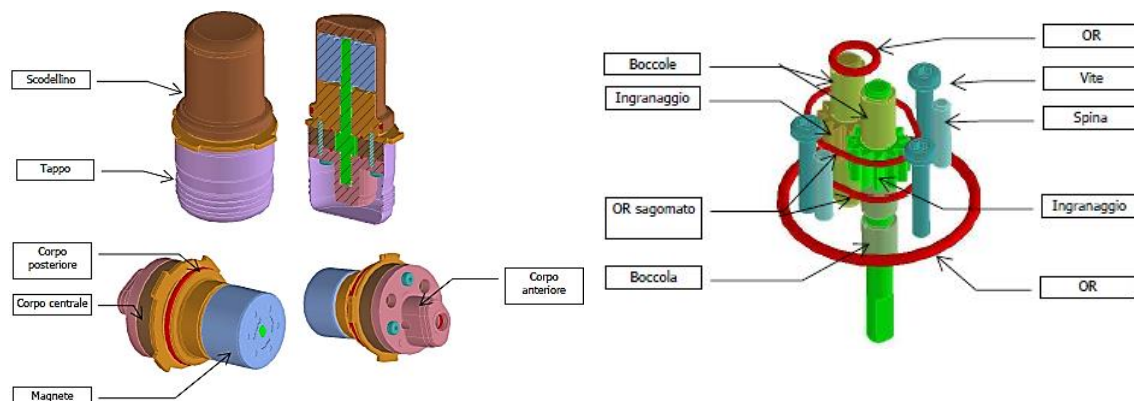 Scodellino
Tappo
Corpo
posteriore
Corpo centrale
Magnete
Corpo
anteriore
Boccole
Ingranaggio
OR sagomato
Boccola
OR
Vite
Spina
Ingranaggio
OR